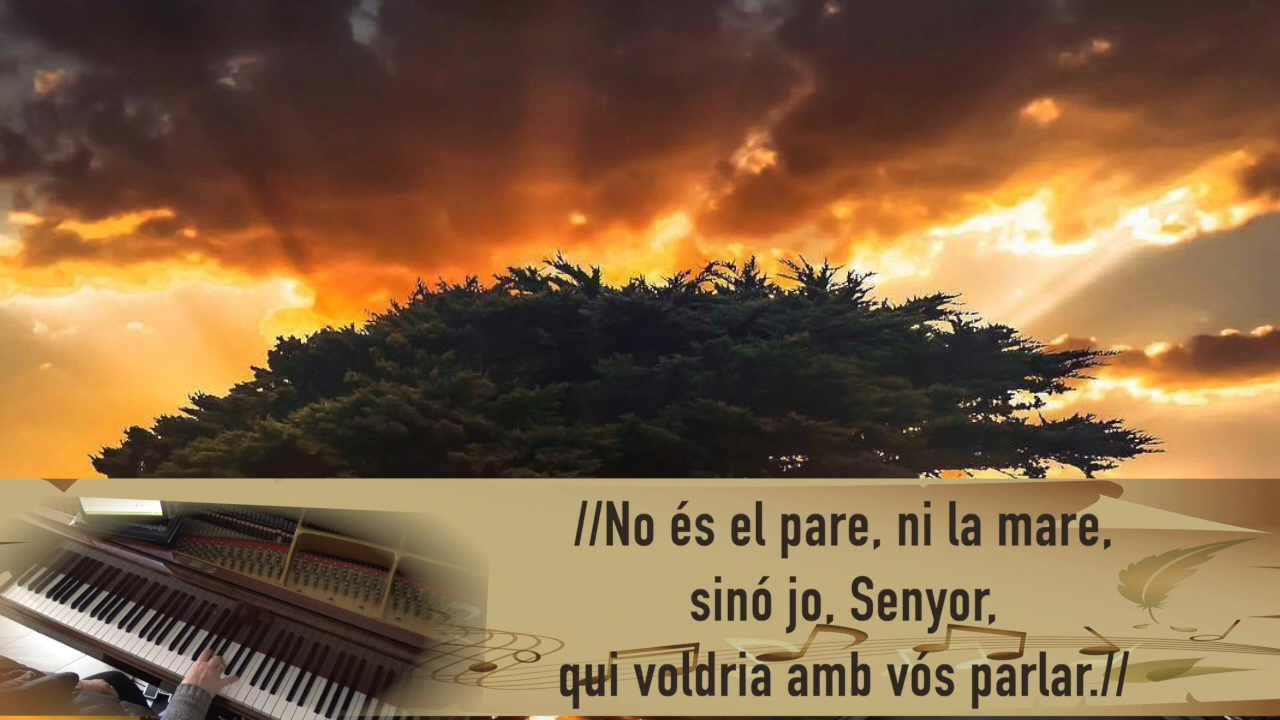 //No és el pare, ni la mare,
sinó jo, Senyor,
qui voldria amb vós parlar.//